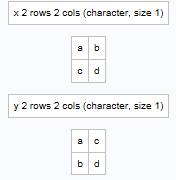 x 2 rows 2 cols (character, size 1)
a b
c d
y 2 rows 2 cols (character, size 1)
a c
b d